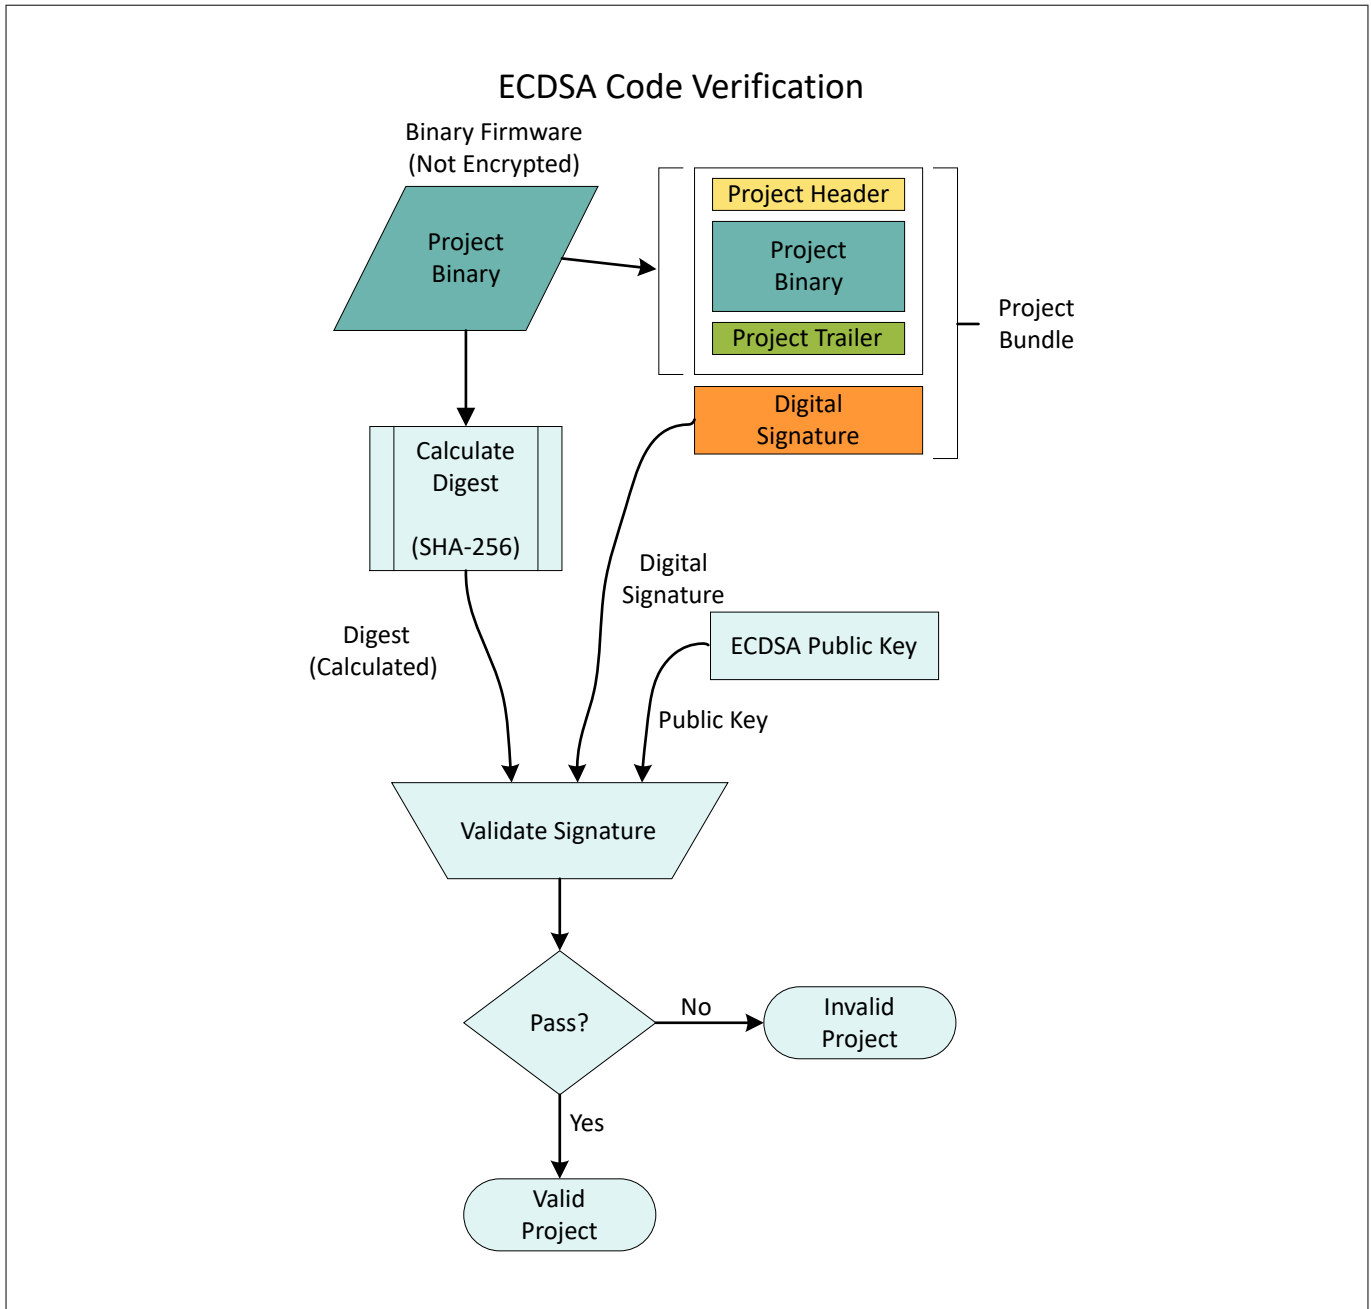 ECDSA Code Verification
Binary Firmware
(Not Encrypted)
Project
Binary
Project Header
Project
Binary
Project Trailer
Project
Bundle
Digital
Signature
Calculate
Digest
(SHA-256)
Digital
Signature
Digest
(Calculated)
ECDSA Public Key
Public Key
Validate Signature
Pass?
No
Invalid
Project
Yes
Valid
Project